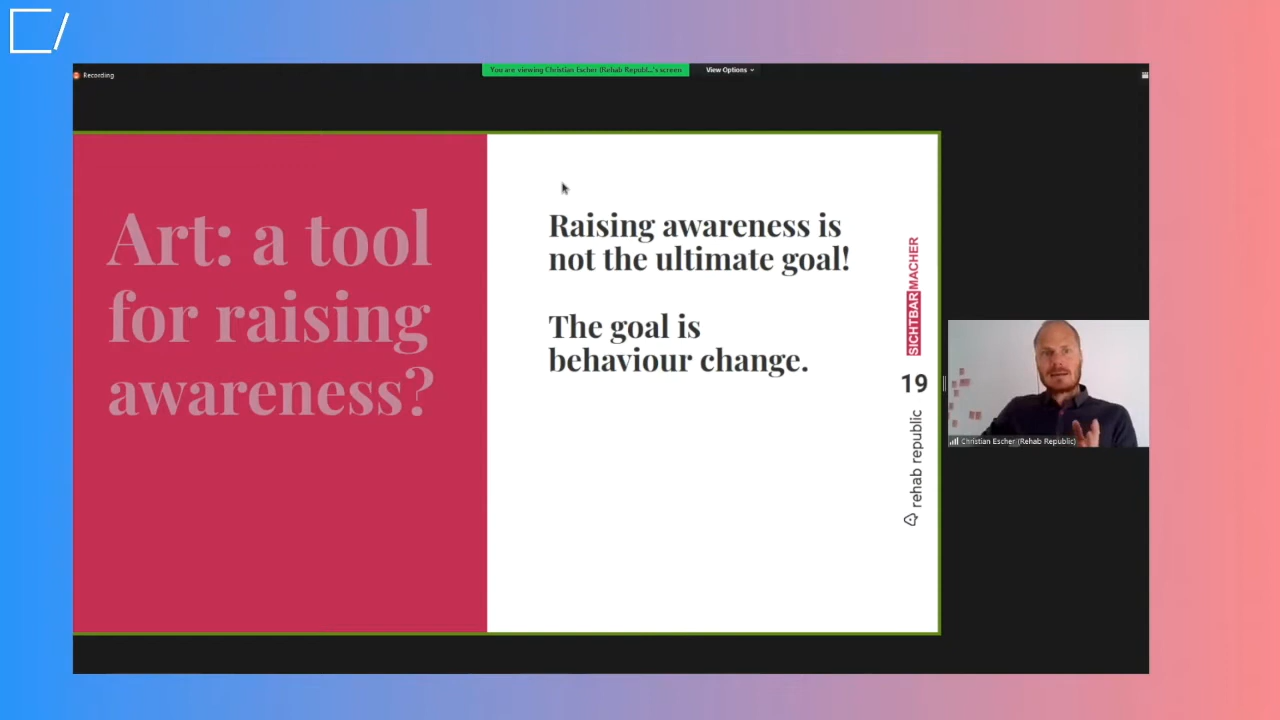 Recording
You are viewing Christian Escher (Rehab Republ...'s screen
View Options
Art: a tool
for raising
awareness?
Raising awareness is
not the ultimate goal!
The goal is
behaviour change.
SICHTBARMACHER
19
rehab republic
Christian Escher (Rehab Republic)